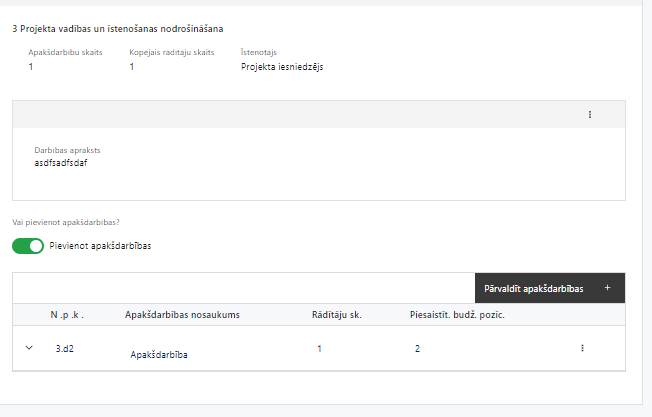 3 Projekta vadības un īstenošanas nodrošināšana
Apakšdarbību skaits Kopējais rādītāju skaits Īstenotājs
1 1 Projekta iesniedzējs
Darbības apraksts
asdfsadfsdaf
Vai pievienot apakšdarbības?
Pievienot apakšdarbības
Pārvaldīt apakšdarbības +
N .p .k . Apakšdarbības nosaukums Rādītāju sk. Piesaistīt. budž. pozīc.
3.d2 Apakšdarbība 1 2